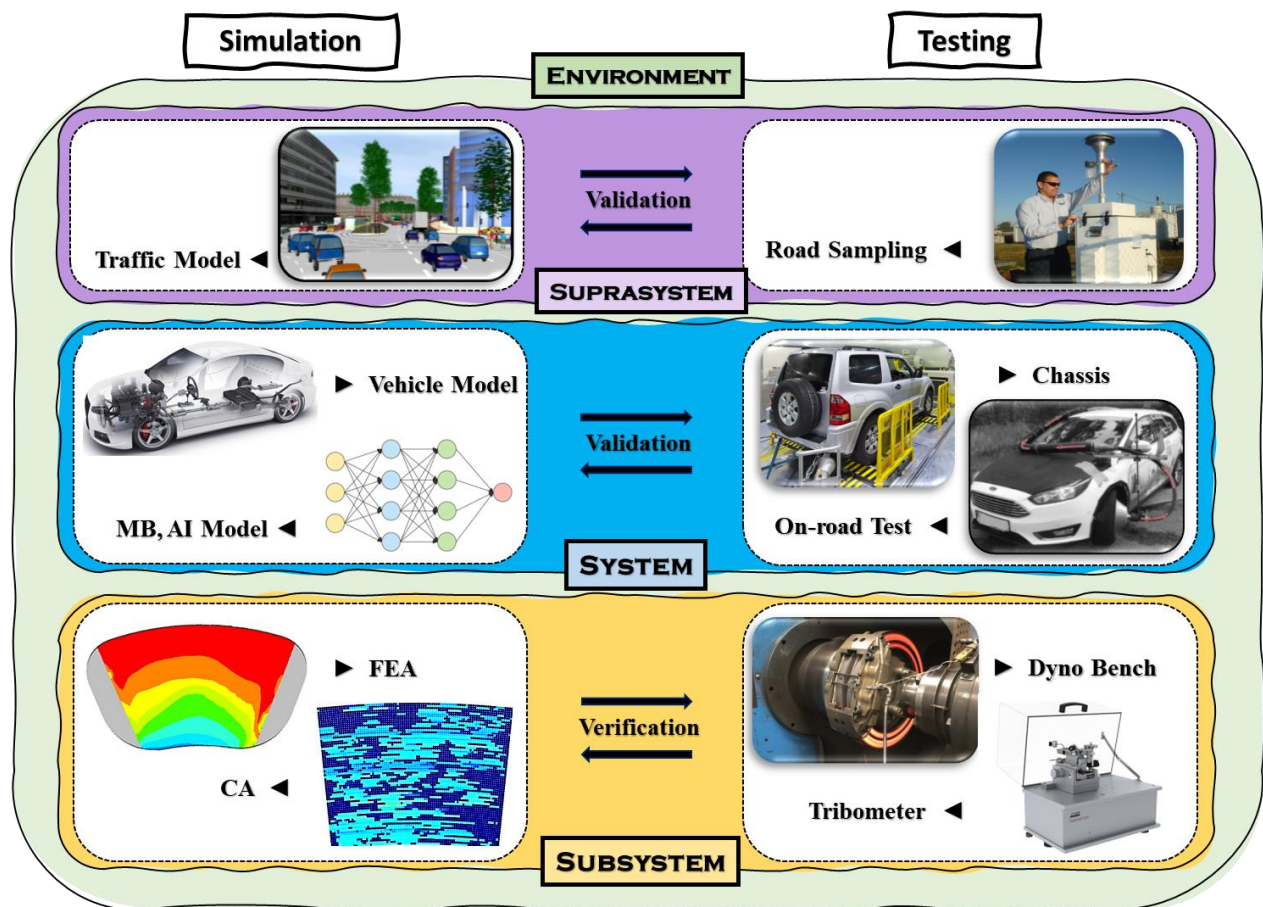 Simulation
Testing
ENVIRONMENT
Traffic Model
Validation
Road Sampling
SUPRASYSTEM
Vehicle Model
MB, AI Model
Validation
Chassis
On-road Test
SYSTEM
FEA
CA
Verification
Dyno Bench
Tribometer
SUBSYSTEM